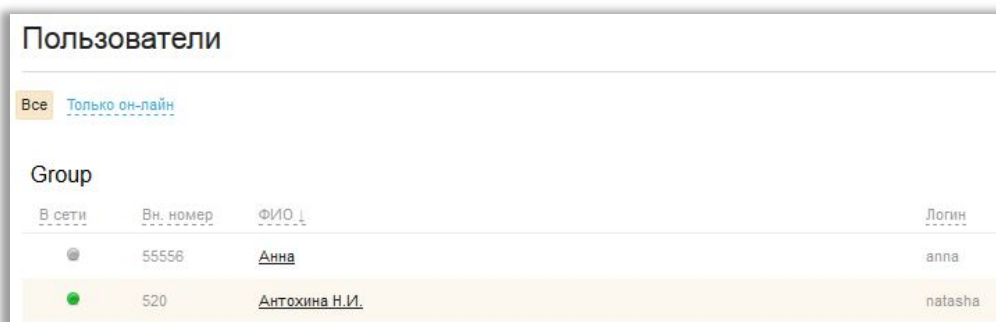 Пользователи
Все Только он-лайн
Group
В сети Вн. номер ФИО ↓ Логин
55556 Анна anna
520 Антохина Н.И. natasha